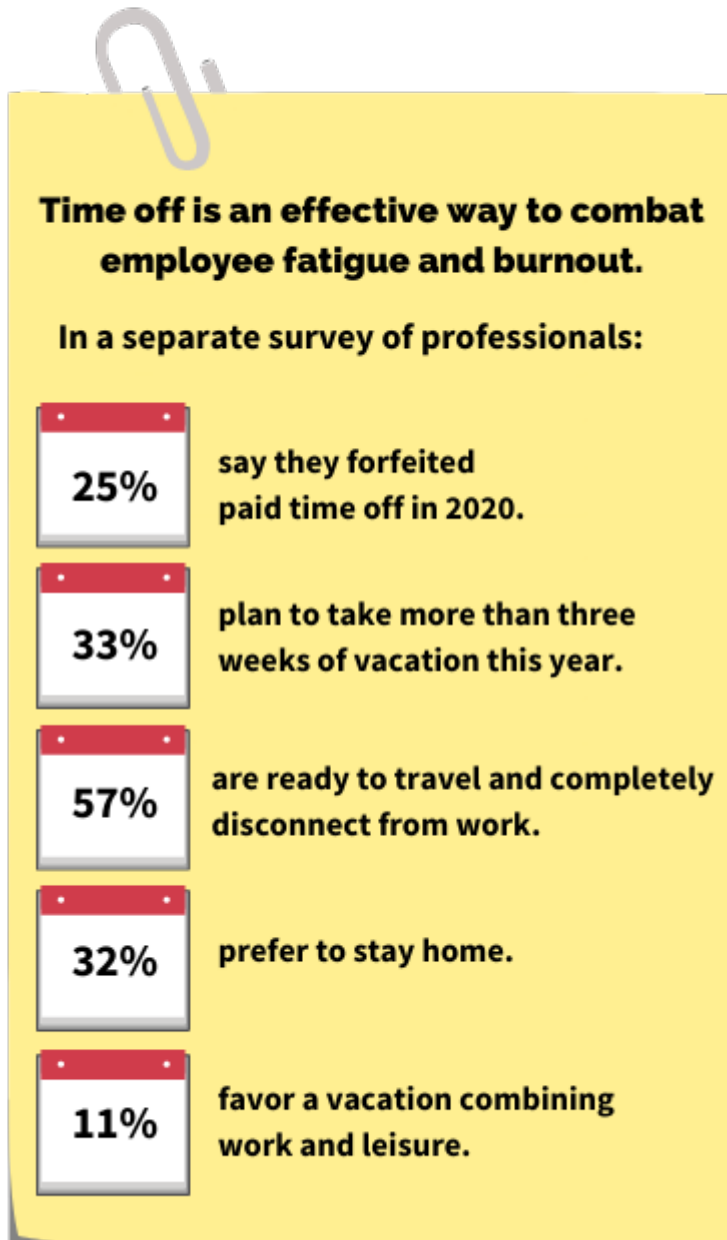 Time off is an effective way to combat
employee fatigue and burnout.
In a separate survey of professionals:
25%
say they forfeited
paid time off in 2020.
33%
plan to take more than three
weeks of vacation this year.
57%
are ready to travel and completely
disconnect from work.
32%
prefer to stay home.
11%
favor a vacation combining
work and leisure.